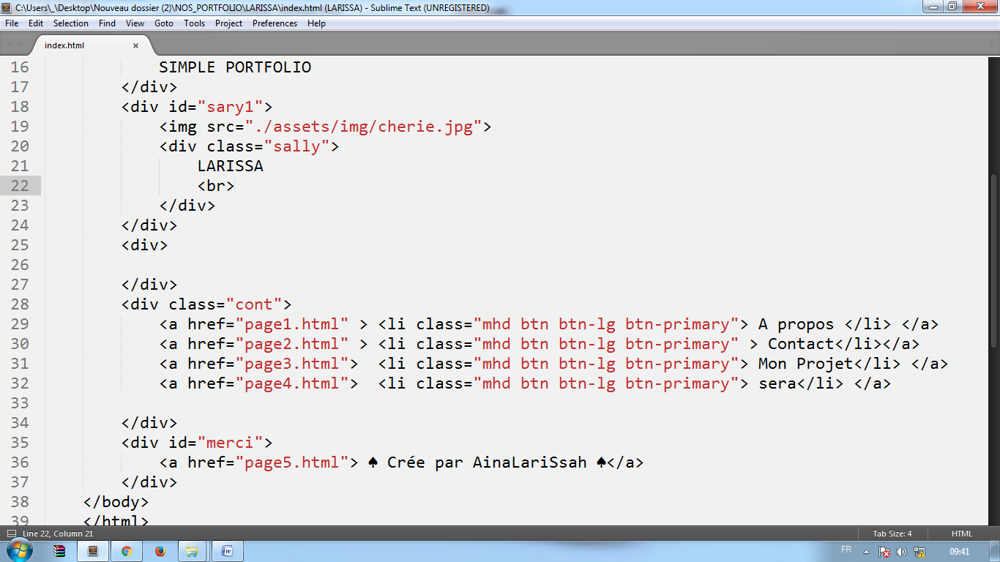 C:\Users\_\Desktop\Nouveau dossier (2)\NOS_PORTFOLIO\LARISSA\index.html (LARISSA) - Sublime Text (UNREGISTERED)
File Edit Selection Find View Goto Tools Project Preferences Help
index.html ×
16 SIMPLE PORTFOLIO
17 </div>
18 <div id="sary1">
19 <img src="./assets/img/cherie.jpg">
20 <div class="sally">
21 LARISSA
22 <br>
23 </div>
24 </div>
25 <div>
26
27 </div>
28 <div class="cont">
29 <a href="page1.html" > <li class="mhd btn btn-lg btn-primary"> A propos </li> </a>
30 <a href="page2.html" > <li class="mhd btn btn-lg btn-primary" > Contact</li></a>
31 <a href="page3.html">  <li class="mhd btn btn-lg btn-primary"> Mon Projet</li> </a>
32 <a href="page4.html">  <li class="mhd btn btn-lg btn-primary"> sera</li> </a>
33
34 </div>
35 <div id="merci">
36 <a href="page5.html"> ♠ Crée par AinaLariSsah ♠</a>
37 </div>
38 </body>
39 </html>
Line 22, Column 21 Tab Size: 4 HTML
FR 09:41